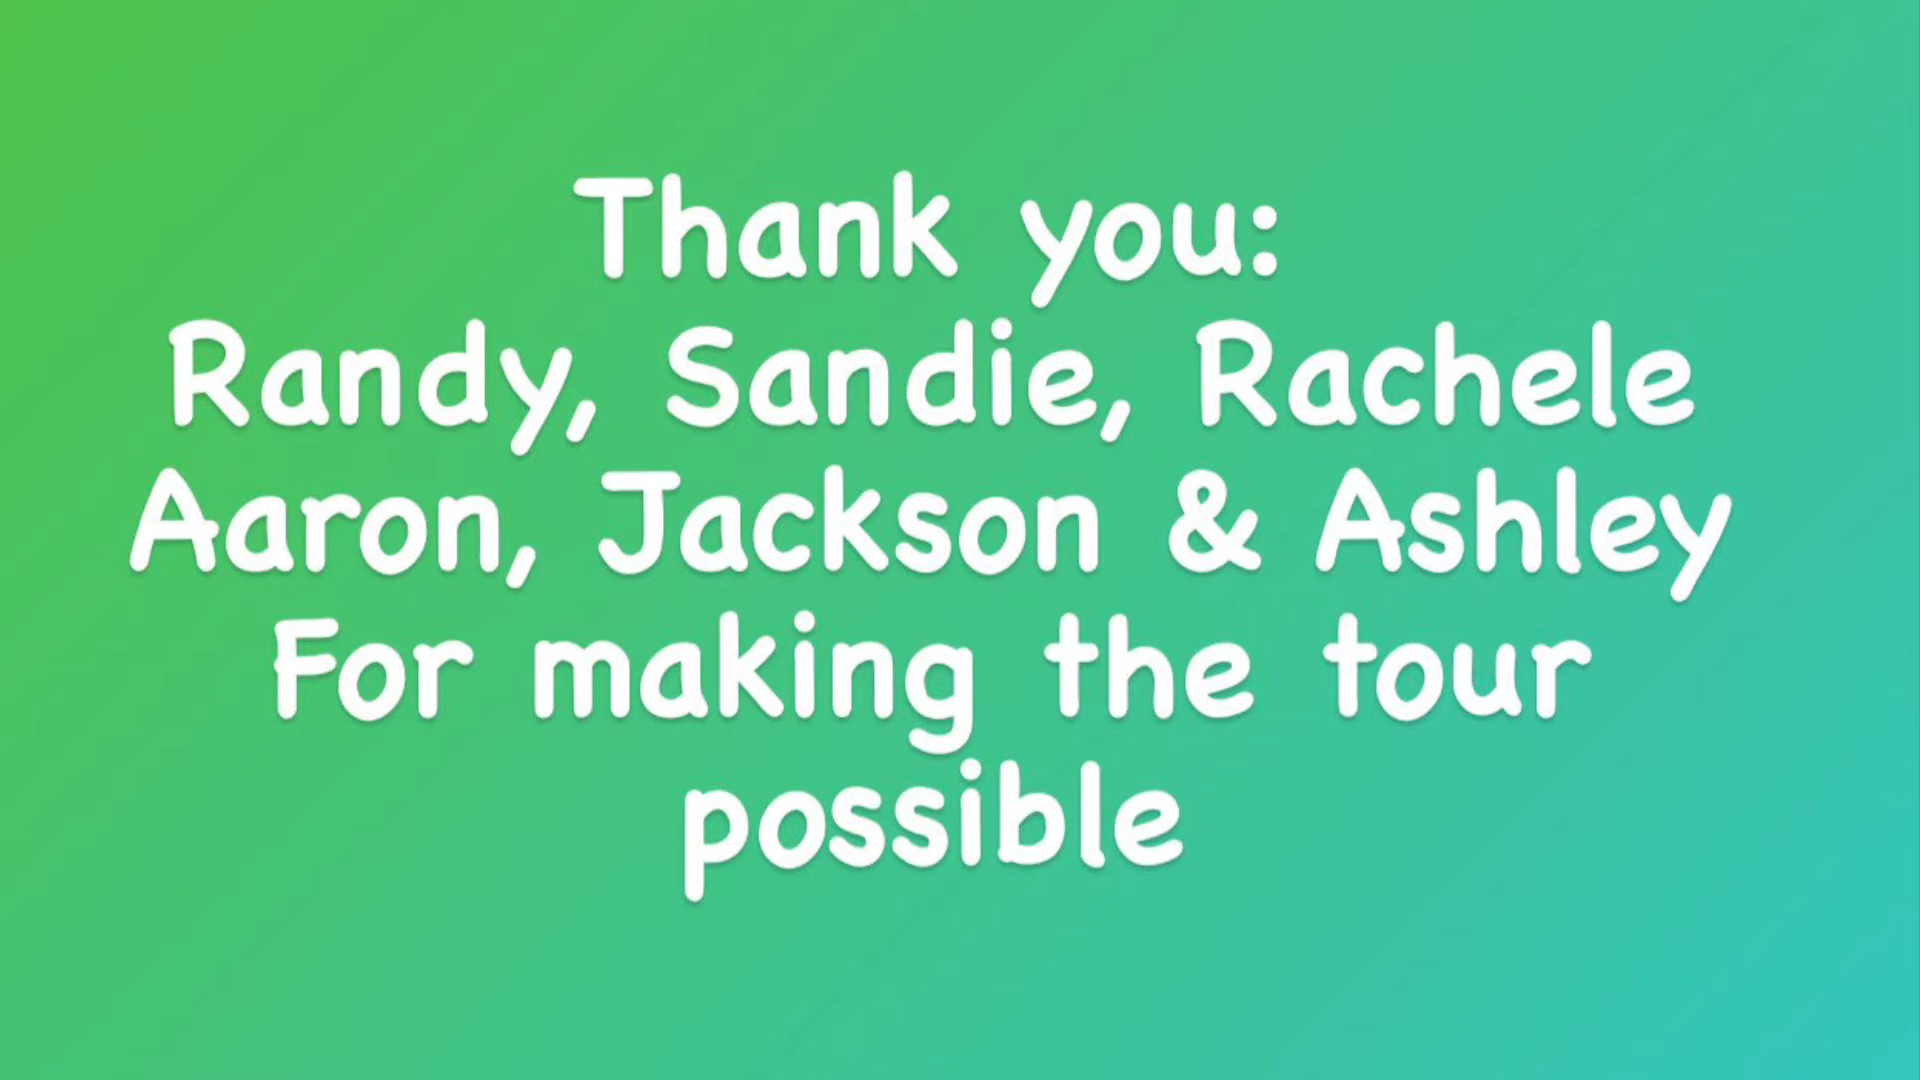 Thank you:
Randy, Sandie, Rachele
Aaron, Jackson & Ashley
For making the tour
possible